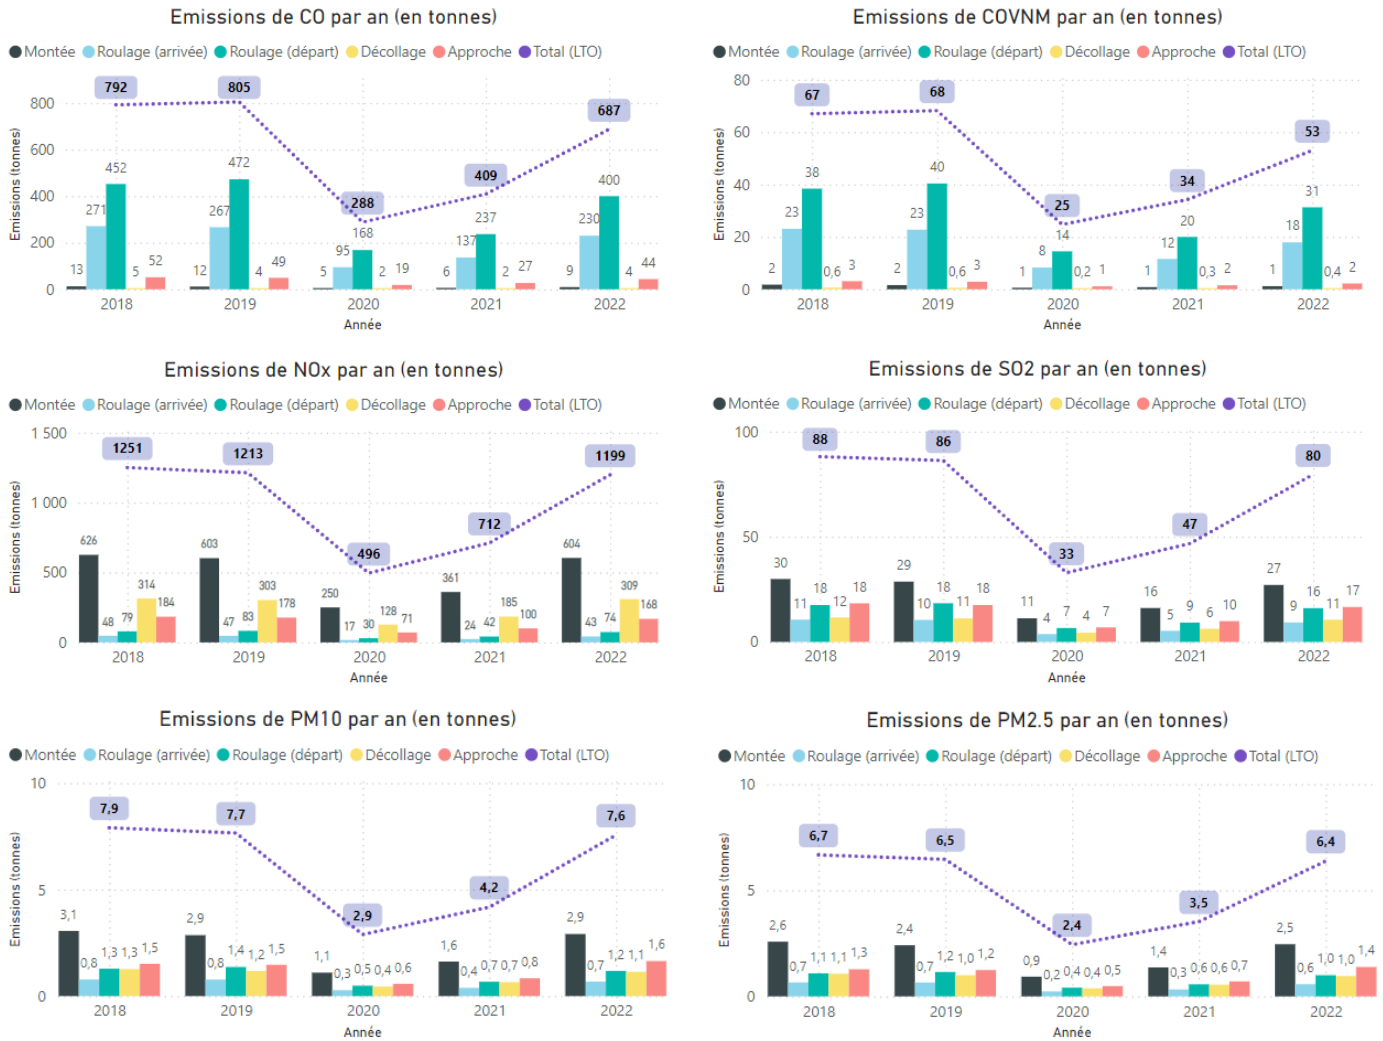 Emissions de CO par an (en tonnes)
Montée Roulage (arrivée) Roulage (départ) Décollage Approche Total (LTO)
Emissions (tonnes)
800
600
400
200
0
792
805
288
409
687
13 271 452 5 52
12 267 472 4 49
5 95 168 2 19
6 137 237 2 27
9 230 400 4 44
2018 2019 2020 2021 2022
Année
Emissions de COVNM par an (en tonnes)
Montée Roulage (arrivée) Roulage (départ) Décollage Approche Total (LTO)
Emissions (tonnes)
80
60
40
20
0
67
68
25
34
53
2 23 38 0,6 3
2 23 40 0,6 3
1 8 14 0,2 1
1 12 20 0,3 2
1 18 31 0,4 2
2018 2019 2020 2021 2022
Année
Emissions de NOx par an (en tonnes)
Montée Roulage (arrivée) Roulage (départ) Décollage Approche Total (LTO)
Emissions (tonnes)
1 500
1 000
500
0
1251
1213
496
712
1199
626 48 79 314 184
603 47 83 303 178
250 17 30 128 71
361 24 42 185 100
604 43 74 309 168
2018 2019 2020 2021 2022
Année
Emissions de SO2 par an (en tonnes)
Montée Roulage (arrivée) Roulage (départ) Décollage Approche Total (LTO)
Emissions (tonnes)
100
50
0
88
86
33
47
80
30 11 18 12 18
29 10 18 11 18
11 4 7 4 7
16 5 9 6 10
27 9 16 11 17
2018 2019 2020 2021 2022
Année
Emissions de PM10 par an (en tonnes)
Montée Roulage (arrivée) Roulage (départ) Décollage Approche Total (LTO)
Emissions (tonnes)
10
5
0
7,9
7,7
2,9
4,2
7,6
3,1 0,8 1,3 1,3 1,5
2,9 0,8 1,4 1,2 1,5
1,1 0,3 0,5 0,4 0,6
1,6 0,4 0,7 0,7 0,8
2,9 0,7 1,2 1,1 1,6
2018 2019 2020 2021 2022
Année
Emissions de PM2.5 par an (en tonnes)
Montée Roulage (arrivée) Roulage (départ) Décollage Approche Total (LTO)
Emissions (tonnes)
10
5
0
6,7
6,5
2,4
3,5
6,4
2,6 0,7 1,1 1,1 1,3
2,4 0,7 1,2 1,0 1,2
0,9 0,2 0,4 0,4 0,5
1,4 0,3 0,6 0,6 0,7
2,5 0,6 1,0 1,0 1,4
2018 2019 2020 2021 2022
Année